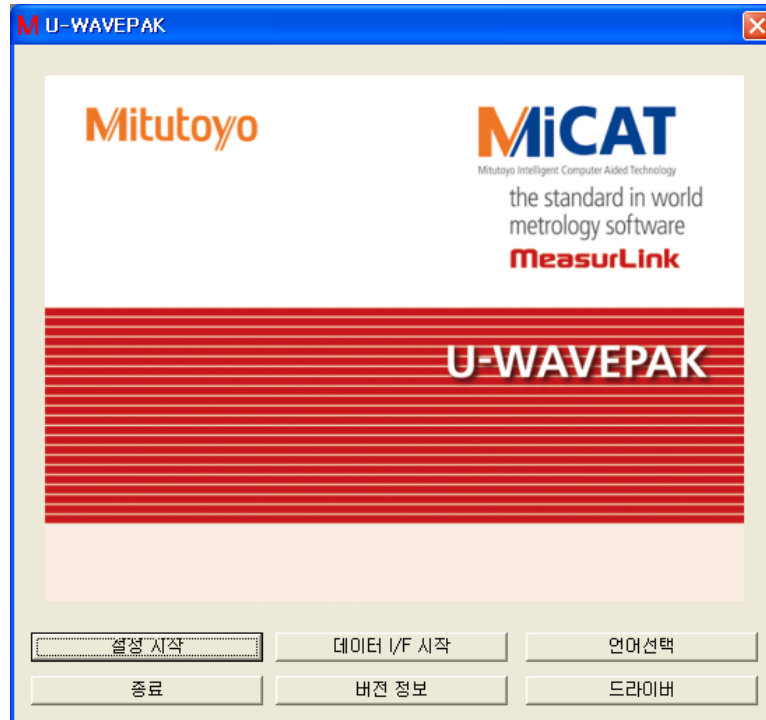 M U-WAVEPAK
Mitutoyo
MiCAT
Mitutoyo Intelligent Computer Aided Technology
the standard in world
metrology software
MeasurLink
U-WAVEPAK
설정 시작 데이터 I/F 시작 언어선택
종료 버전 정보 드라이버